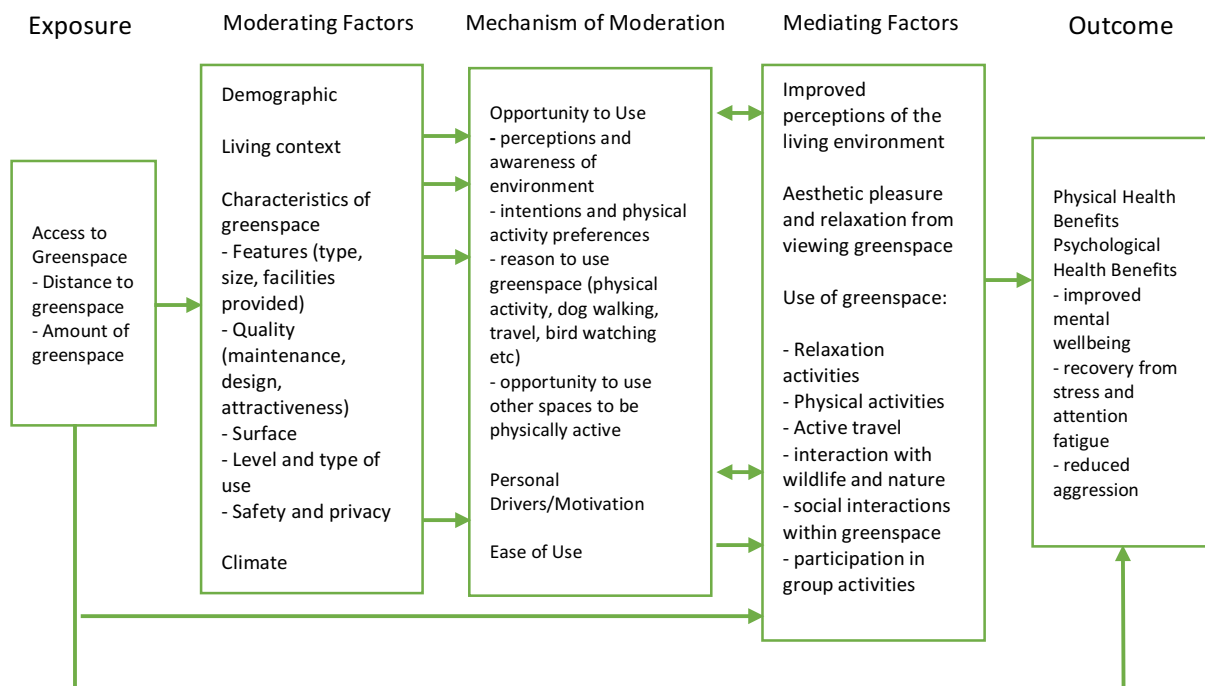 Exposure
Moderating Factors
Mechanism of Moderation
Mediating Factors
Outcome
Access to
Greenspace
- Distance to
greenspace
- Amount of
greenspace
Demographic
Living context
Characteristics of
greenspace
- Features (type,
size, facilities
provided)
- Quality
(maintenance,
design,
attractiveness)
- Surface
- Level and type of
use
- Safety and privacy
Climate
Opportunity to Use
- perceptions and
awareness of
environment
- intentions and physical
activity preferences
- reason to use
greenspace (physical
activity, dog walking,
travel, bird watching
etc)
- opportunity to use
other spaces to be
physically active
Personal
Drivers/Motivation
Ease of Use
Improved
perceptions of the
living environment
Aesthetic pleasure
and relaxation from
viewing greenspace
Use of greenspace:
- Relaxation
activities
- Physical activities
- Active travel
- interaction with
wildlife and nature
- social interactions
within greenspace
- participation in
group activities
Physical Health
Benefits
Psychological
Health Benefits
- improved
mental
wellbeing
- recovery from
stress and
attention
fatigue
- reduced
aggression